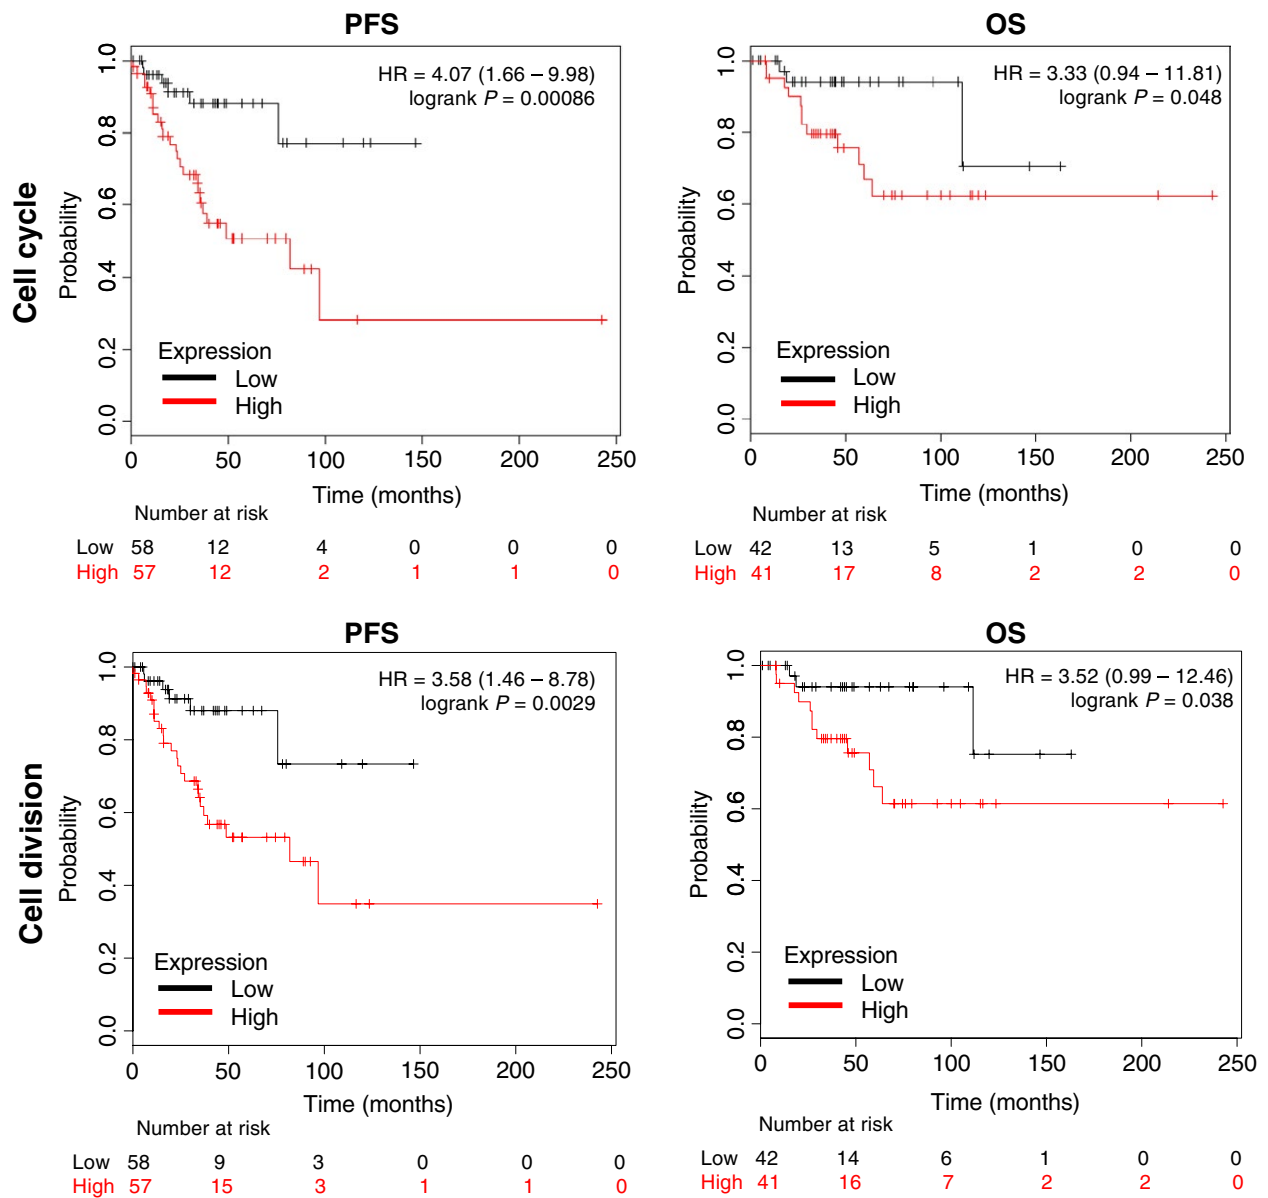 PFS
HR = 4.07 (1.66 – 9.98)
logrank P = 0.00086
Cell cycle
Probability
1.0
0.8
0.6
0.4
0.2
0.0
Expression
Low
High
0 50 100 150 200 250
Time (months)
Number at risk
Low 58 12 4 0 0 0
High 57 12 2 1 1 0
OS
HR = 3.33 (0.94 – 11.81)
logrank P = 0.048
Probability
1.0
0.8
0.6
0.4
0.2
0.0
Expression
Low
High
0 50 100 150 200 250
Time (months)
Number at risk
Low 42 13 5 1 0 0
High 41 17 8 2 2 0
PFS
HR = 3.58 (1.46 – 8.78)
logrank P = 0.0029
Cell division
Probability
1.0
0.8
0.6
0.4
0.2
0.0
Expression
Low
High
0 50 100 150 200 250
Time (months)
Number at risk
Low 58 9 3 0 0 0
High 57 15 3 1 1 0
OS
HR = 3.52 (0.99 – 12.46)
logrank P = 0.038
Probability
1.0
0.8
0.6
0.4
0.2
0.0
Expression
Low
High
0 50 100 150 200 250
Time (months)
Number at risk
Low 42 14 6 1 0 0
High 41 16 7 2 2 0